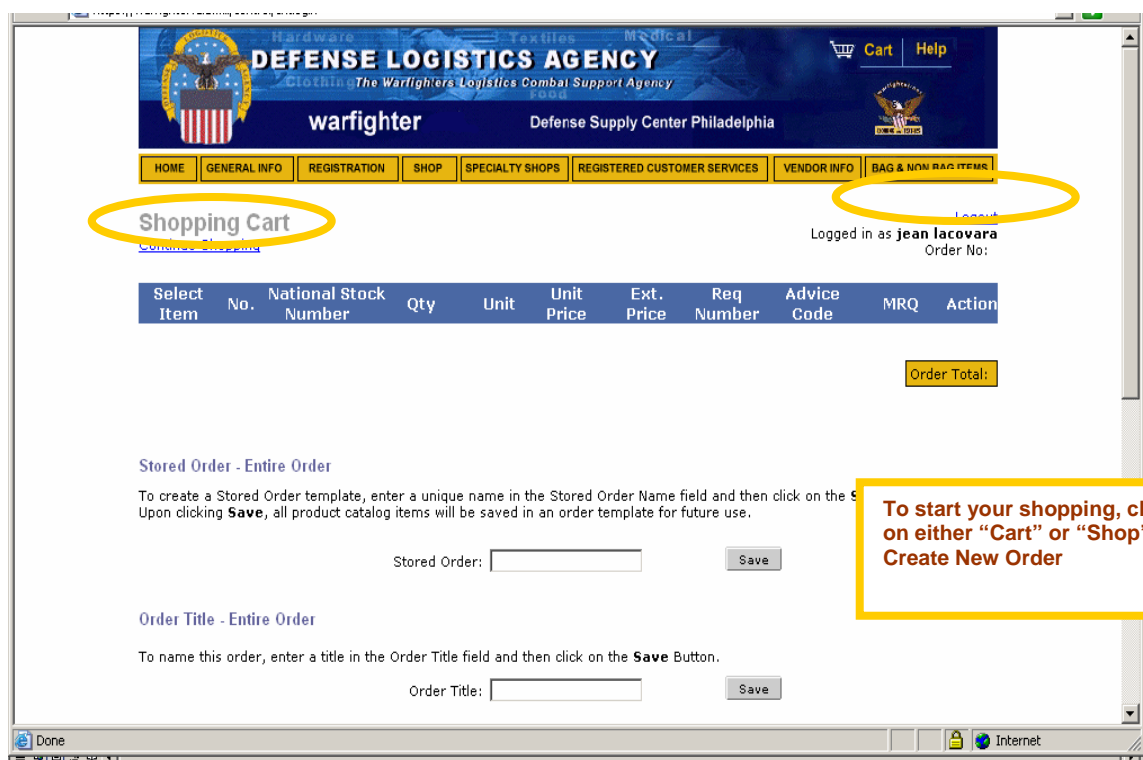 Hardware Textiles Medical
DEFENSE LOGISTICS AGENCY
Clothing The Warfighters Logistics Combat Support Agency
Food
Cart Help
warfighter Defense Supply Center Philadelphia
HOME GENERAL INFO REGISTRATION SHOP SPECIALTY SHOPS REGISTERED CUSTOMER SERVICES VENDOR INFO BAG & NON BAG ITEMS
Shopping Cart
Logout
Continue Shopping
Logged in as jean lacovara
Order No:
Select Item No. National Stock Number Qty Unit Unit Price Ext. Price Req Number Advice Code MRQ Action
Order Total:
Stored Order - Entire Order
To create a Stored Order template, enter a unique name in the Stored Order Name field and then click on the
Upon clicking Save, all product catalog items will be saved in an order template for future use.
To start your shopping,
on either “Cart” or “Shop”
Create New Order
Stored Order: Save
Order Title - Entire Order
To name this order, enter a title in the Order Title field and then click on the Save Button.
Order Title: Save
Done Internet